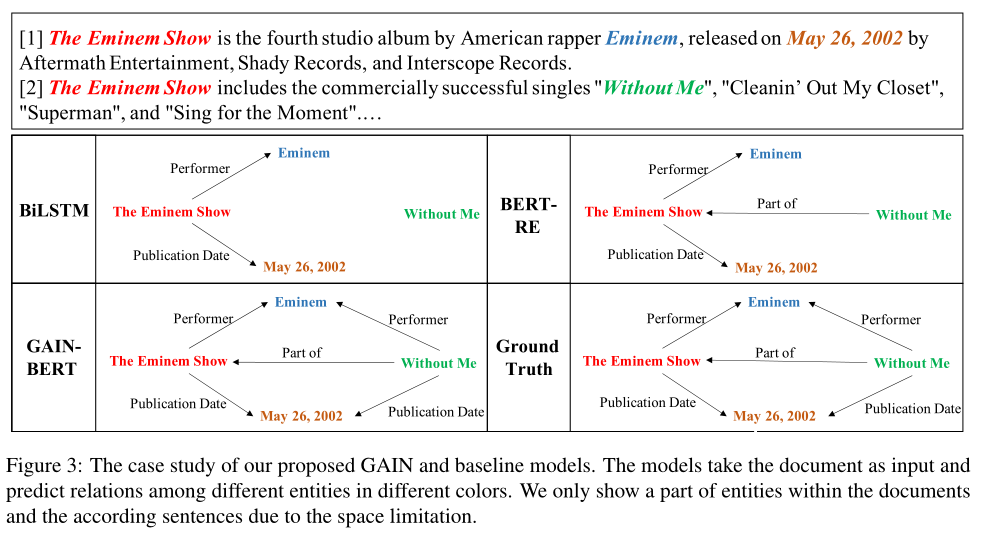 [1] The Eminem Show is the fourth studio album by American rapper Eminem, released on May 26, 2002 by
Aftermath Entertainment, Shady Records, and Interscope Records.
[2] The Eminem Show includes the commercially successful singles "Without Me", "Cleanin' Out My Closet",
"Superman", and "Sing for the Moment"....
BiLSTM
Eminem
Performer
The Eminem Show
Without Me
Publication Date
May 26, 2002
BERT-
RE
Eminem
Performer
Part of
The Eminem Show
Without Me
Publication Date
May 26, 2002
GAIN-
BERT
Eminem
Performer
Performer
Part of
The Eminem Show
Without Me
Publication Date
Publication Date
May 26, 2002
Ground
Truth
Eminem
Performer
Performer
Part of
The Eminem Show
Without Me
Publication Date
Publication Date
May 26, 2002
Figure 3: The case study of our proposed GAIN and baseline models. The models take the document as input and
predict relations among different entities in different colors. We only show a part of entities within the documents
and the according sentences due to the space limitation.